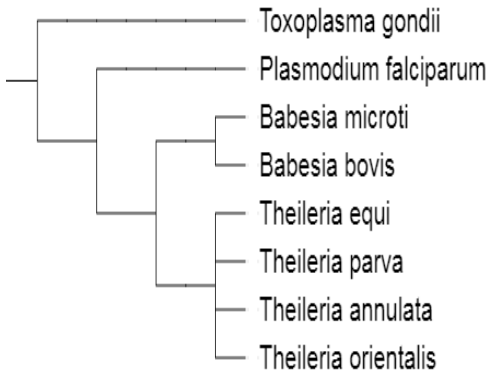 Toxoplasma gondii
Plasmodium falciparum
Babesia microti
Babesia bovis
Theileria equi
Theileria parva
Theileria annulata
Theileria orientalis